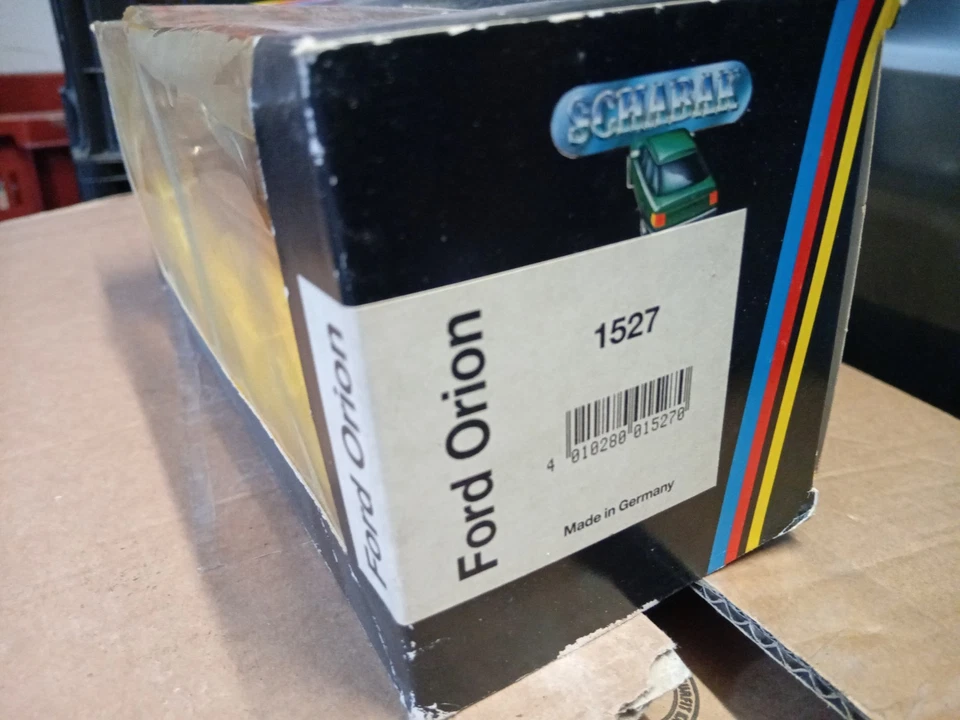 SCHABAK
1527
Ford Orion
Ford Orion
4 010280 015270
Made in Germany